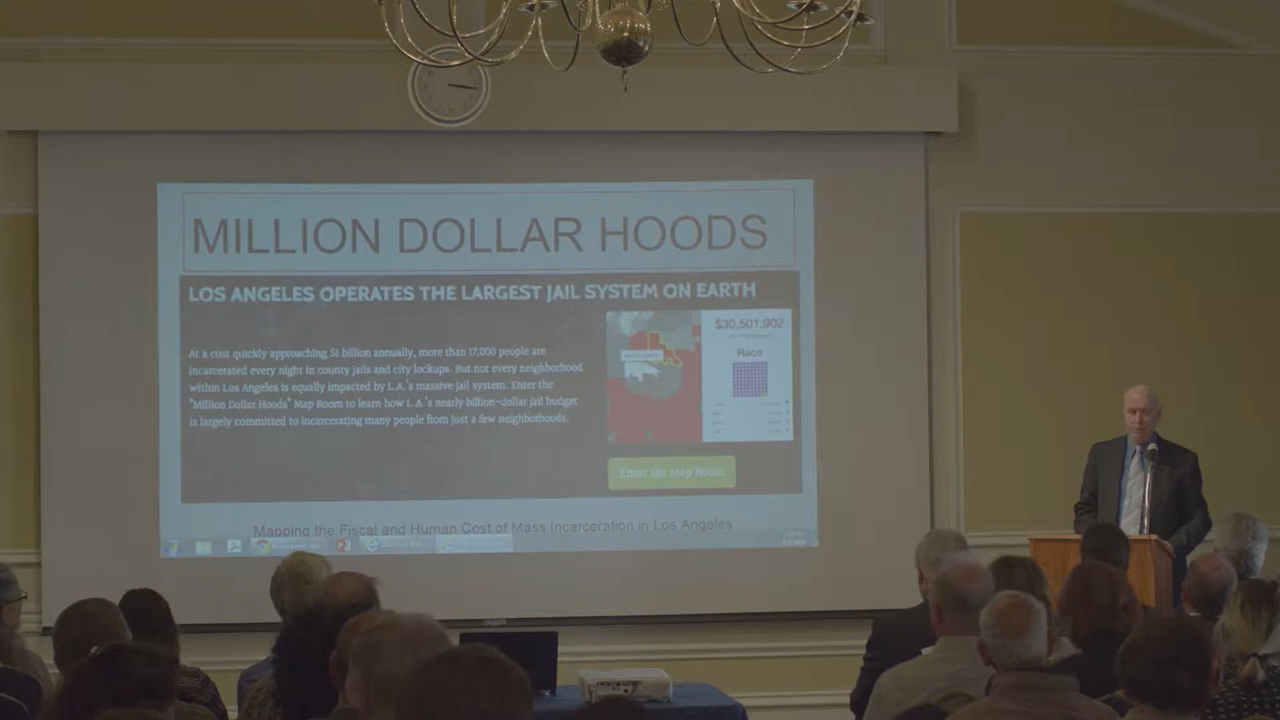 MILLION DOLLAR HOODS
LOS ANGELES OPERATES THE LARGEST JAIL SYSTEM ON EARTH
At a cost quickly approaching $1 billion annually, more than 17,000 people are
incarcerated every night in county jails and city lockups. But not every neighborhood
within Los Angeles is equally impacted by L.A.'s massive jail system. Enter the
"Million Dollar Hoods" Map Room to learn how L.A.'s nearly billion-dollar jail budget
is largely committed to incarcerating many people from just a few neighborhoods.
$30,501,902
Race
Enter the Map Room
Mapping the Fiscal and Human Cost of Mass Incarceration in Los Angeles